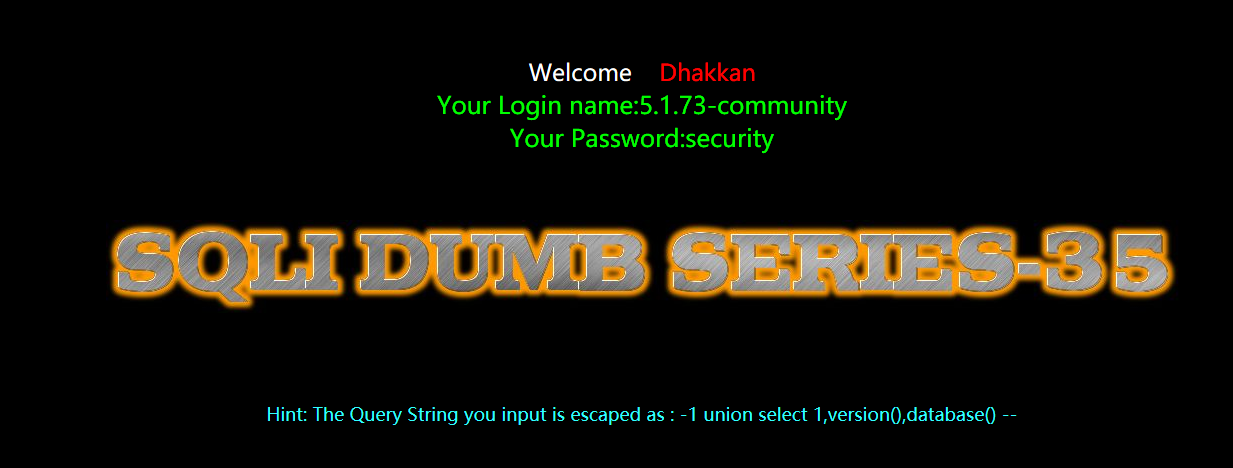 Welcome Dhakkan
Your Login name:5.1.73-community
Your Password:security
SQLI DUMB SERIES-35
Hint: The Query String you input is escaped as : -1 union select 1,version(),database() --